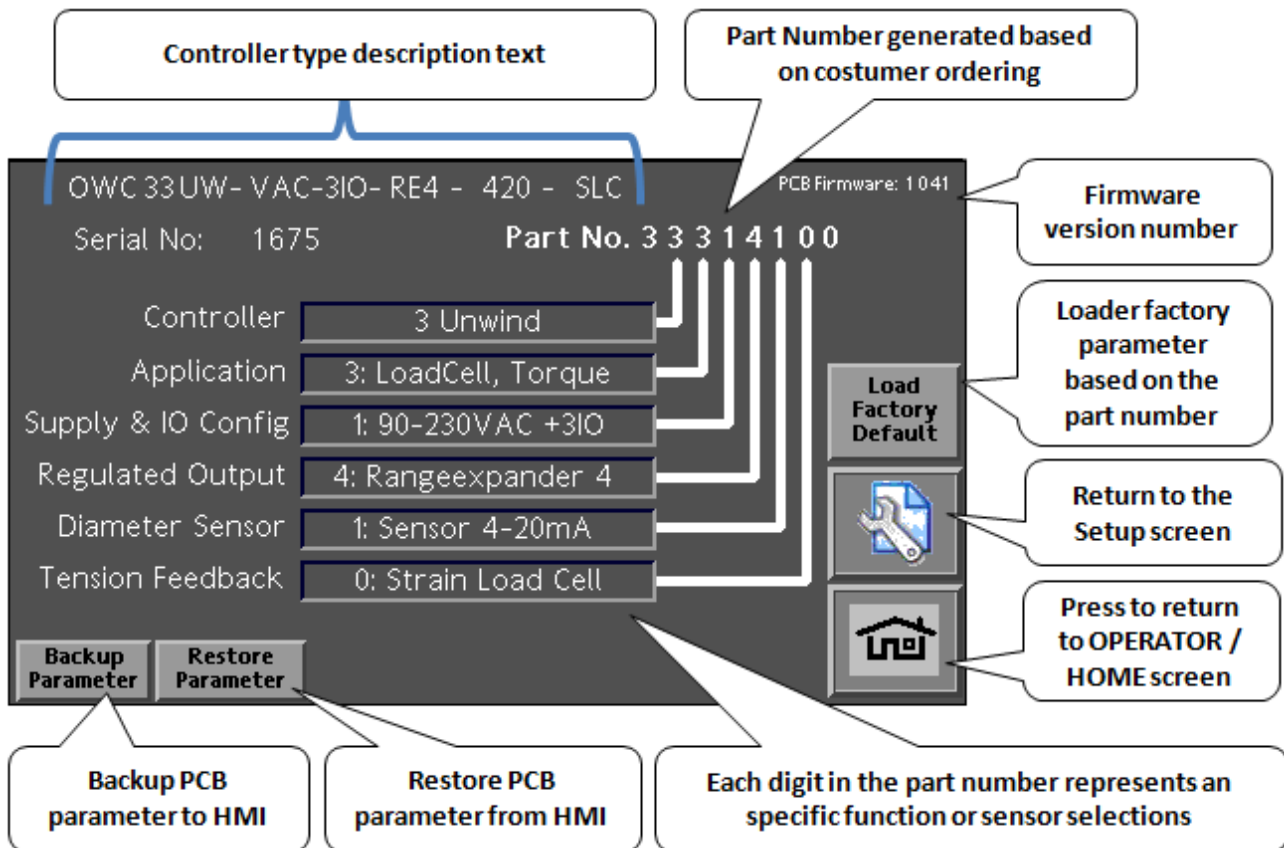 Controller type description text
Part Number generated based
on costumer ordering
OWC 33 UW- VAC-3IO- RE4 - 420 - SLC
PCB Firmware: 1041
Firmware
version number
Serial No: 1675
Part No. 3 3 3 1 4 1 0 0
Controller
3 Unwind
Application
3: LoadCell, Torque
Supply & IO Config
1: 90-230VAC +3IO
Regulated Output
4: Rangeexpander 4
Diameter Sensor
1: Sensor 4-20mA
Tension Feedback
0: Strain Load Cell
Load
Factory
Default
Loader factory
parameter
based on the
part number
Return to the
Setup screen
Press to return
to OPERATOR /
HOME screen
Backup
Parameter
Restore
Parameter
Backup PCB
parameter to HMI
Restore PCB
parameter from HMI
Each digit in the part number represents an
specific function or sensor selections